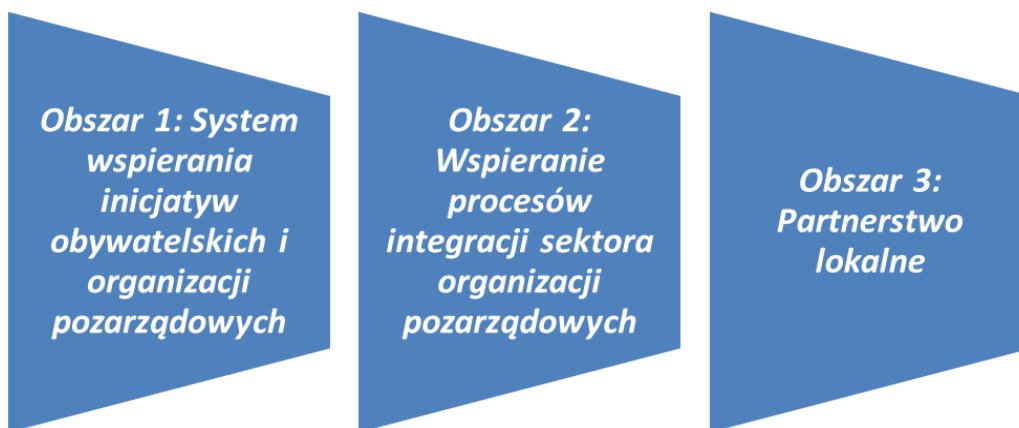 Obszar 1: System
wspierania
inicjatyw
obywatelskich i
organizacji
pozarządowych
Obszar 2:
Wspieranie
procesów
integracji sektora
organizacji
pozarządowych
Obszar 3:
Partnerstwo
lokalne